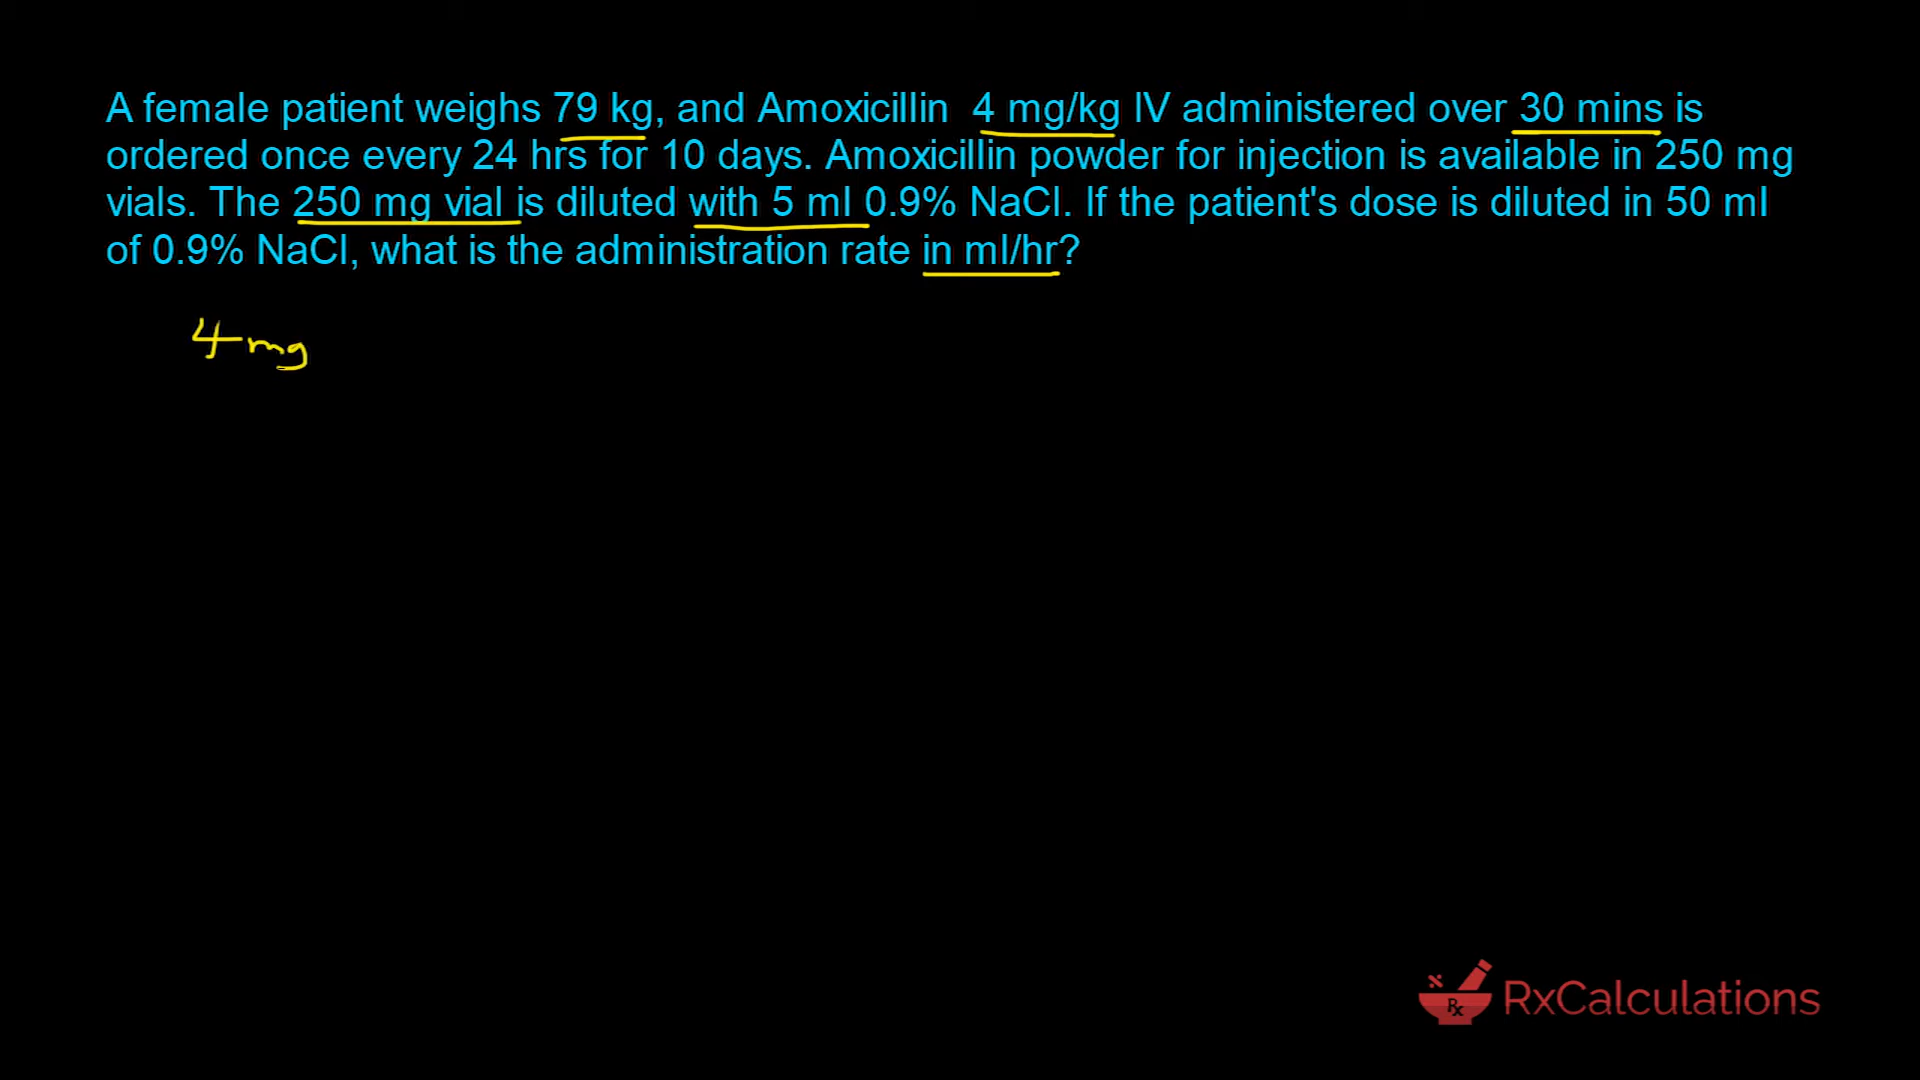 A female patient weighs 79 kg, and Amoxicillin 4 mg/kg IV administered over 30 mins is
ordered once every 24 hrs for 10 days. Amoxicillin powder for injection is available in 250 mg
vials. The 250 mg vial is diluted with 5 ml 0.9% NaCl. If the patient's dose is diluted in 50 ml
of 0.9% NaCl, what is the administration rate in ml/hr?
4mg
Rx
RxCalculations